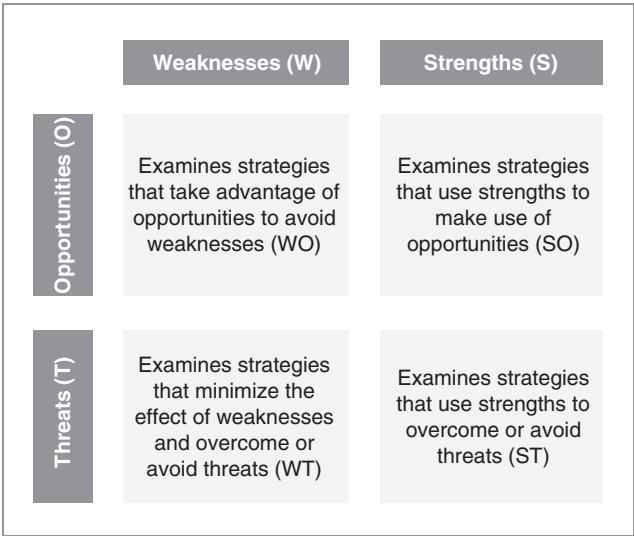 Weaknesses (W)
Strengths (S)
Opportunities (O)
Examines strategies
that take advantage of
opportunities to avoid
weaknesses (WO)
Examines strategies
that use strengths to
make use of
opportunities (SO)
Threats (T)
Examines strategies
that minimize the
effect of weaknesses
and overcome or
avoid threats (WT)
Examines strategies
that use strengths to
overcome or avoid
threats (ST)